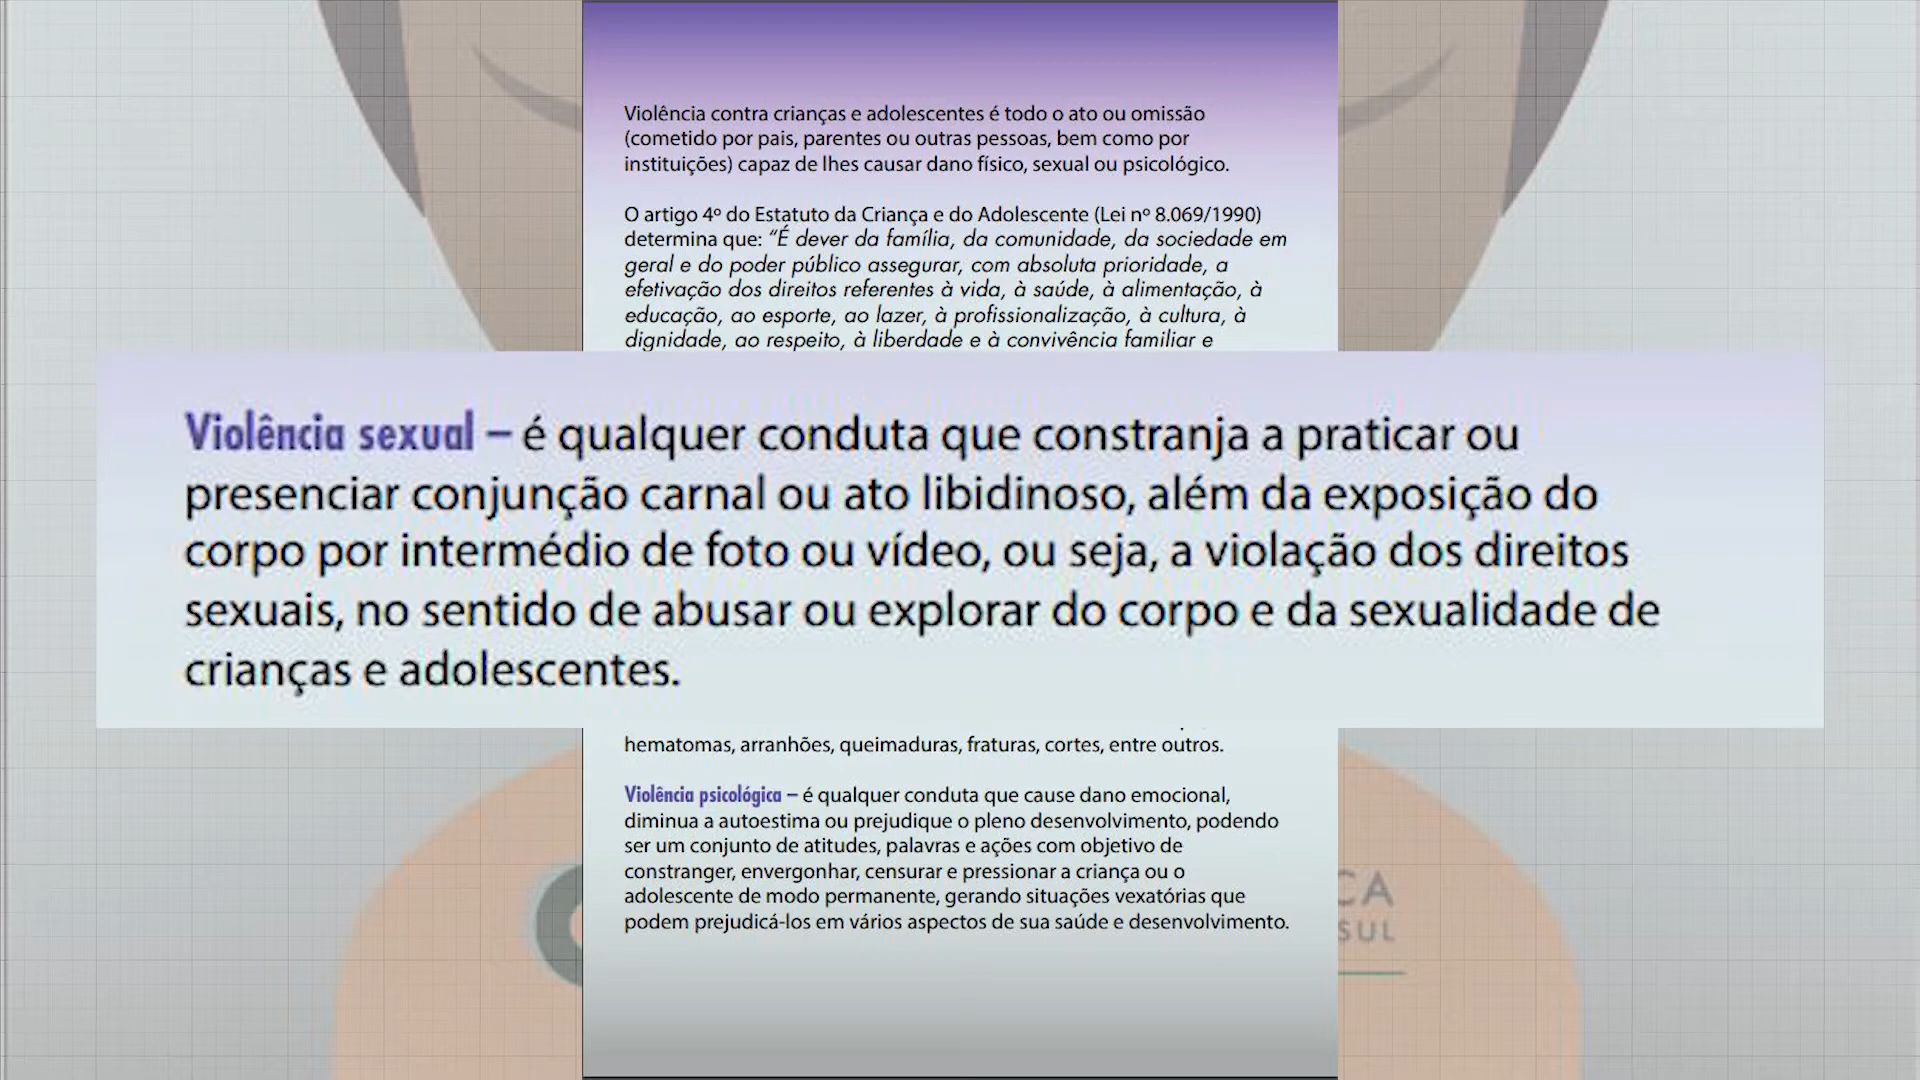 Violência contra crianças e adolescentes é todo o ato ou omissão
(cometido por pais, parentes ou outras pessoas, bem como por
instituições) capaz de lhes causar dano físico, sexual ou psicológico.
O artigo 4º do Estatuto da Criança e do Adolescente (Lei nº 8.069/1990)
determina que: “É dever da família, da comunidade, da sociedade em
geral e do poder público assegurar, com absoluta prioridade, a
efetivação dos direitos referentes à vida, à saúde, à alimentação, à
educação, ao esporte, ao lazer, à profissionalização, à cultura, à
dignidade, ao respeito, à liberdade e à convivência familiar e
Violência sexual – é qualquer conduta que constranja a praticar ou
presenciar conjunção carnal ou ato libidinoso, além da exposição do
corpo por intermédio de foto ou vídeo, ou seja, a violação dos direitos
sexuais, no sentido de abusar ou explorar do corpo e da sexualidade de
crianças e adolescentes.
hematomas, arranhões, queimaduras, fraturas, cortes, entre outros.
Violência psicológica – é qualquer conduta que cause dano emocional,
diminua a autoestima ou prejudique o pleno desenvolvimento, podendo
ser um conjunto de atitudes, palavras e ações com objetivo de
constranger, envergonhar, censurar e pressionar a criança ou o
adolescente de modo permanente, gerando situações vexatórias que
podem prejudicá-los em vários aspectos de sua saúde e desenvolvimento.
CA
SUL